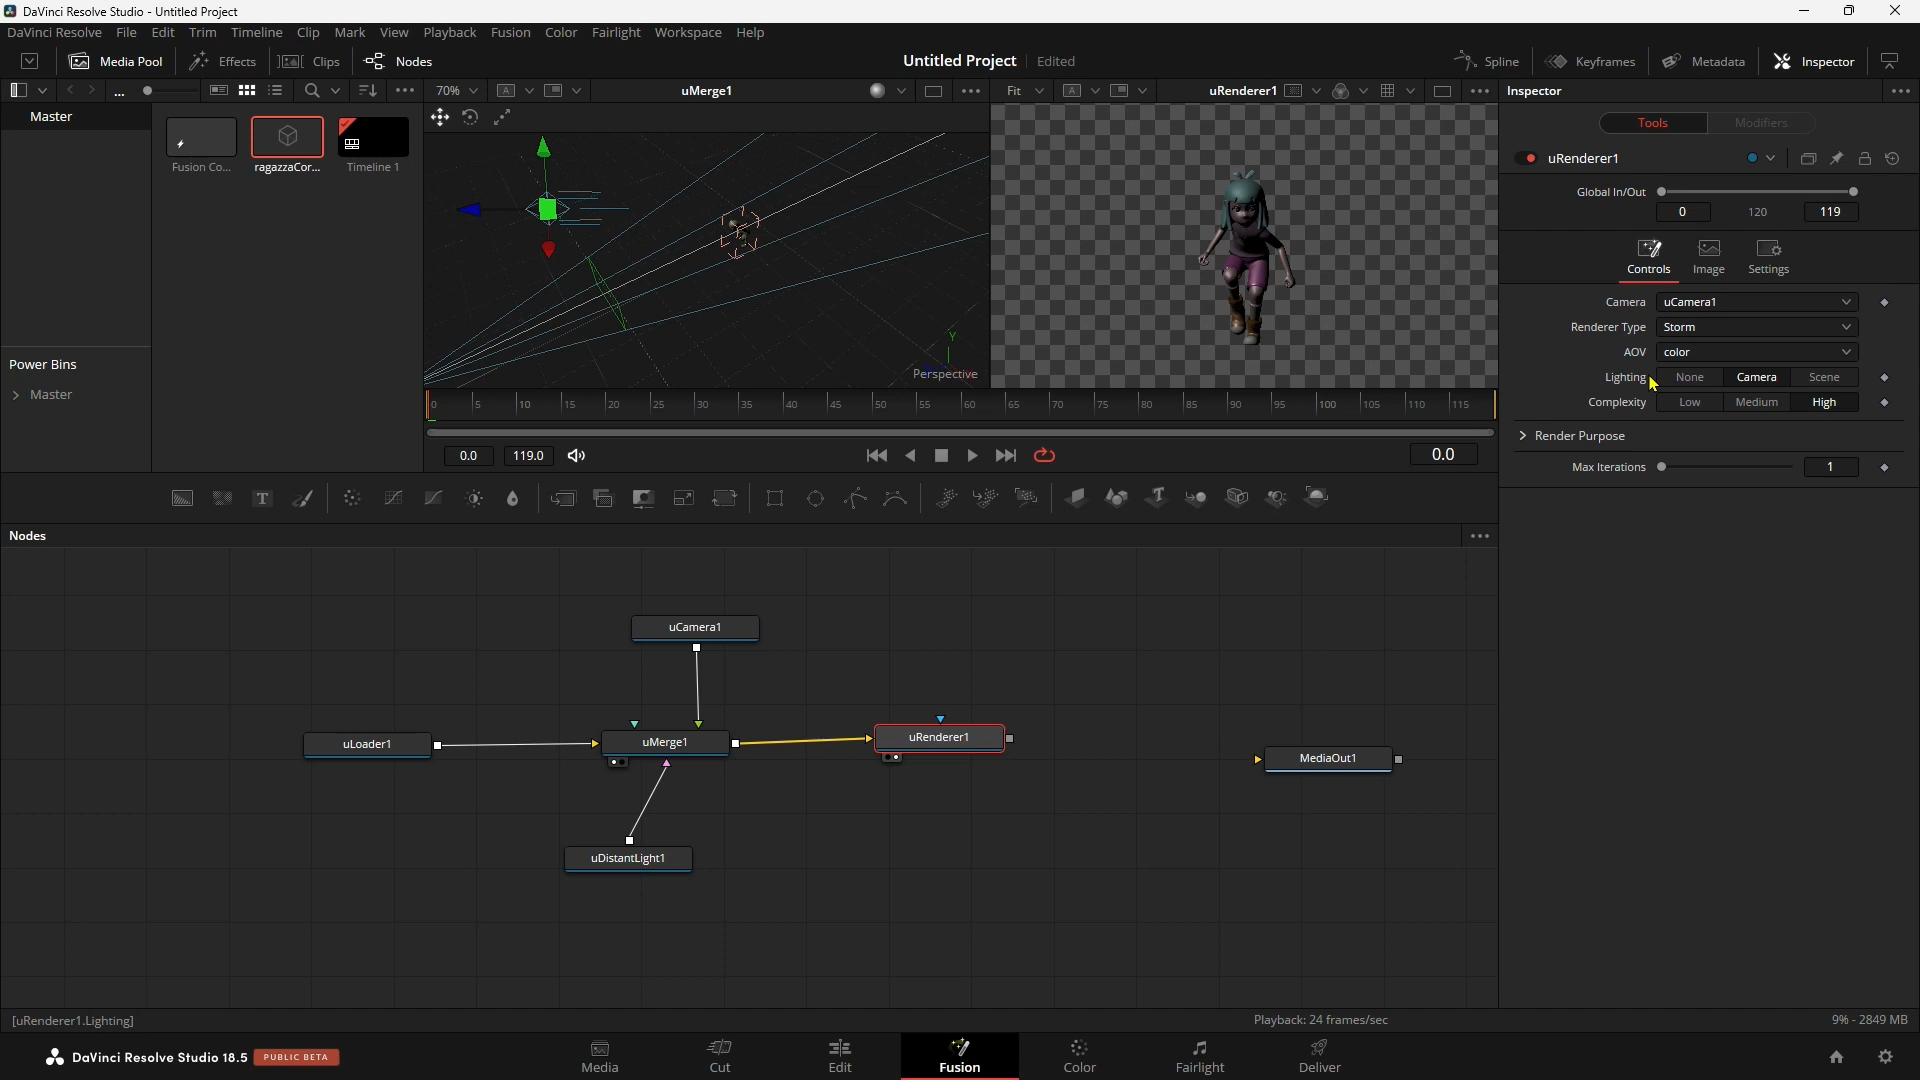 DaVinci Resolve Studio - Untitled Project
DaVinci Resolve File Edit Trim Timeline Clip Mark View Playback Fusion Color Fairlight Workspace Help
Media Pool Effects Clips Nodes Untitled Project Edited Spline Keyframes Metadata Inspector
... 70% A uMerge1 Fit A uRenderer1 Inspector
Master
Fusion Co...
ragazzaCor...
Timeline 1
Power Bins
Master
Y
Perspective
0 5 10 15 20 25 30 35 40 45 50 55 60 65 70 75 80 85 90 95 100 105 110 115
0.0 119.0 0.0
Tools Modifiers
uRenderer1
Global In/Out
0 120 119
Controls Image Settings
Camera uCamera1
Renderer Type Storm
AOV color
Lighting None Camera Scene
Complexity Low Medium High
Render Purpose
Max Iterations 1
T T
Nodes
uCamera1
uLoader1
uMerge1
uRenderer1
MediaOut1
uDistantLight1
[uRenderer1.Lighting] Playback: 24 frames/sec 9% - 2849 MB
DaVinci Resolve Studio 18.5 PUBLIC BETA
Media Cut Edit Fusion Color Fairlight Deliver